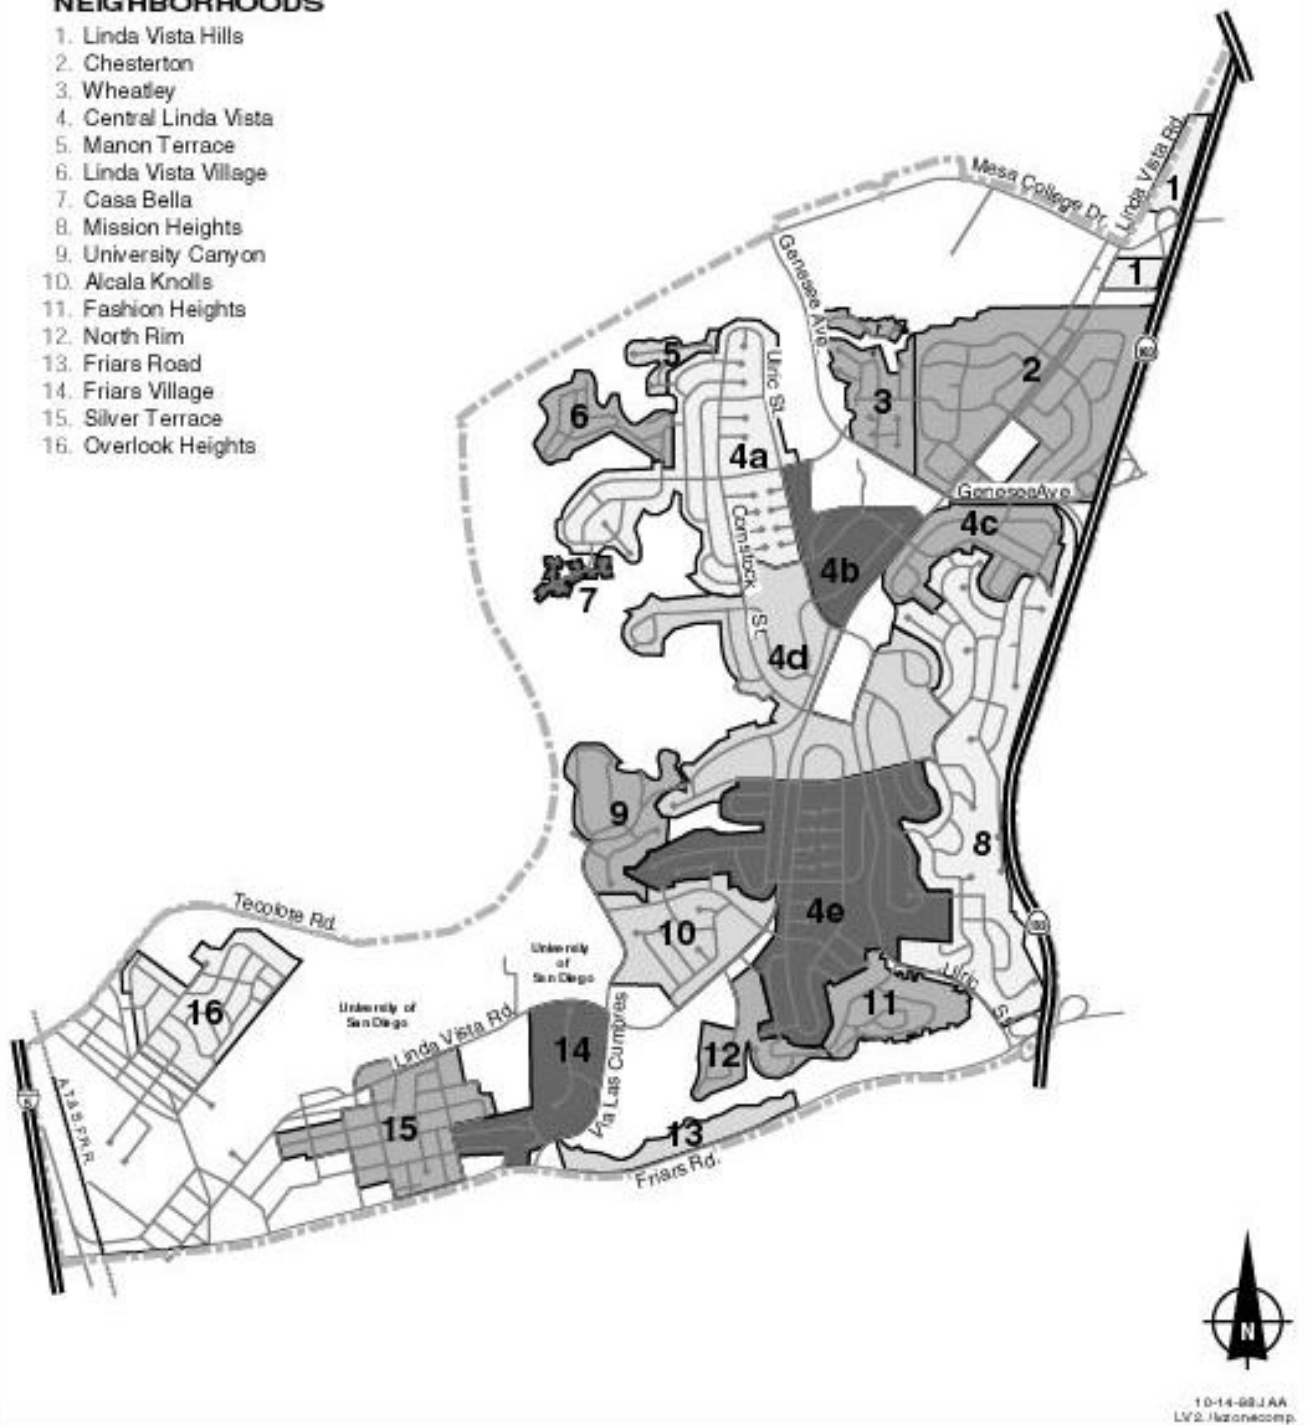 NEIGHBORHOODS
1. Linda Vista Hills
2. Chesterton
3. Wheatley
4. Central Linda Vista
5. Manon Terrace
6. Linda Vista Village
7. Casa Bella
8. Mission Heights
9. University Canyon
10. Alcala Knolls
11. Fashion Heights
12. North Rim
13. Friars Road
14. Friars Village
15. Silver Terrace
16. Overlook Heights
Mesa College Dr.
Linda Vista Rd.
1
1
Genesee Ave.
2
3
5
Ulric St.
6
4a
Genesee Ave
4c
Comstock St.
4b
7
4d
9
8
4e
10
Tecolote Rd.
University
of
San Diego
University of
San Diego
Ulric St.
11
16
Linda Vista Rd.
14
Via Las Cumbres
12
15
13
Friars Rd.
5
A.T.& S.F.R.R.
163
N
10-14-98JAA